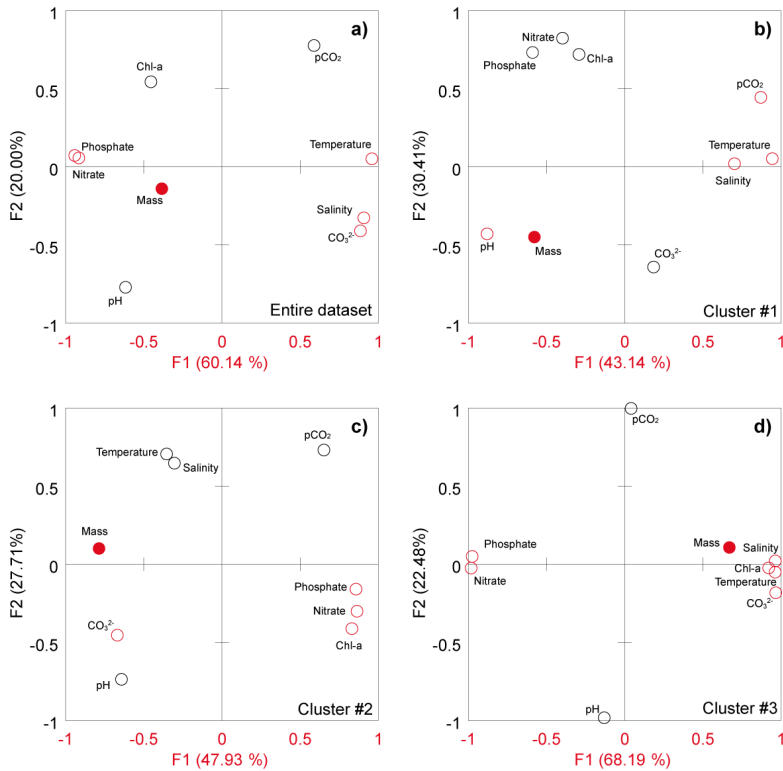 1
a)
pCO₂
Chl-a
0.5
F2 (20.00%)
Phosphate
Temperature
0
Nitrate
Mass
Salinity
CO₃²⁻
-0.5
pH
Entire dataset
-1
-1 -0.5 0 0.5 1
F1 (60.14 %)
1
b)
Nitrate
Phosphate
Chl-a
pCO₂
0.5
F2 (30.41%)
Temperature
0
Salinity
pH
Mass
CO₃²⁻
-0.5
Cluster #1
-1
-1 -0.5 0 0.5 1
F1 (43.14 %)
1
c)
pCO₂
Temperature
Salinity
0.5
F2 (27.71%)
Mass
0
Phosphate
Nitrate
Chl-a
CO₃²⁻
-0.5
pH
Cluster #2
-1
-1 -0.5 0 0.5 1
F1 (47.93 %)
1
d)
pCO₂
0.5
F2 (22.48%)
Phosphate
Mass
Salinity
0
Chl-a
Nitrate
Temperature
CO₃²⁻
-0.5
pH
Cluster #3
-1
-1 -0.5 0 0.5 1
F1 (68.19 %)